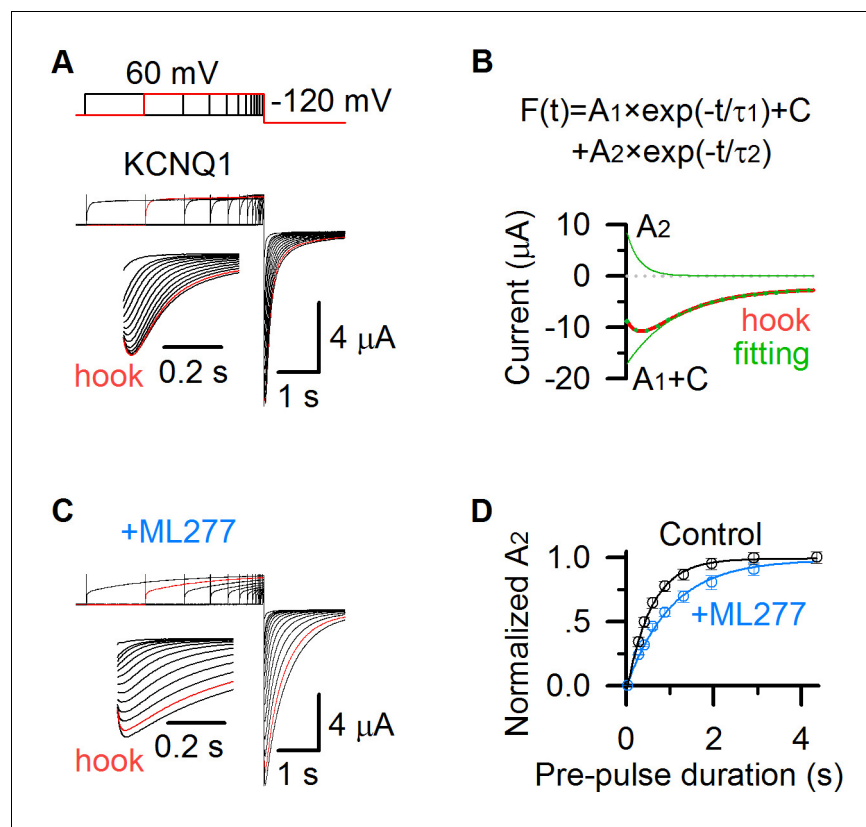 A
60 mV
-120 mV
KCNQ1
hook
0.2 s
4 µA
1 s
B
F(t)=A1×exp(-t/τ1)+C
+A2×exp(-t/τ2)
Current (µA)
10
0
-10
-20
A2
hook
fitting
A1+C
C
+ML277
hook
0.2 s
4 µA
1 s
D
Normalized A2
1.0
.5
0.0
Control
+ML277
0
2
4
Pre-pulse duration (s)